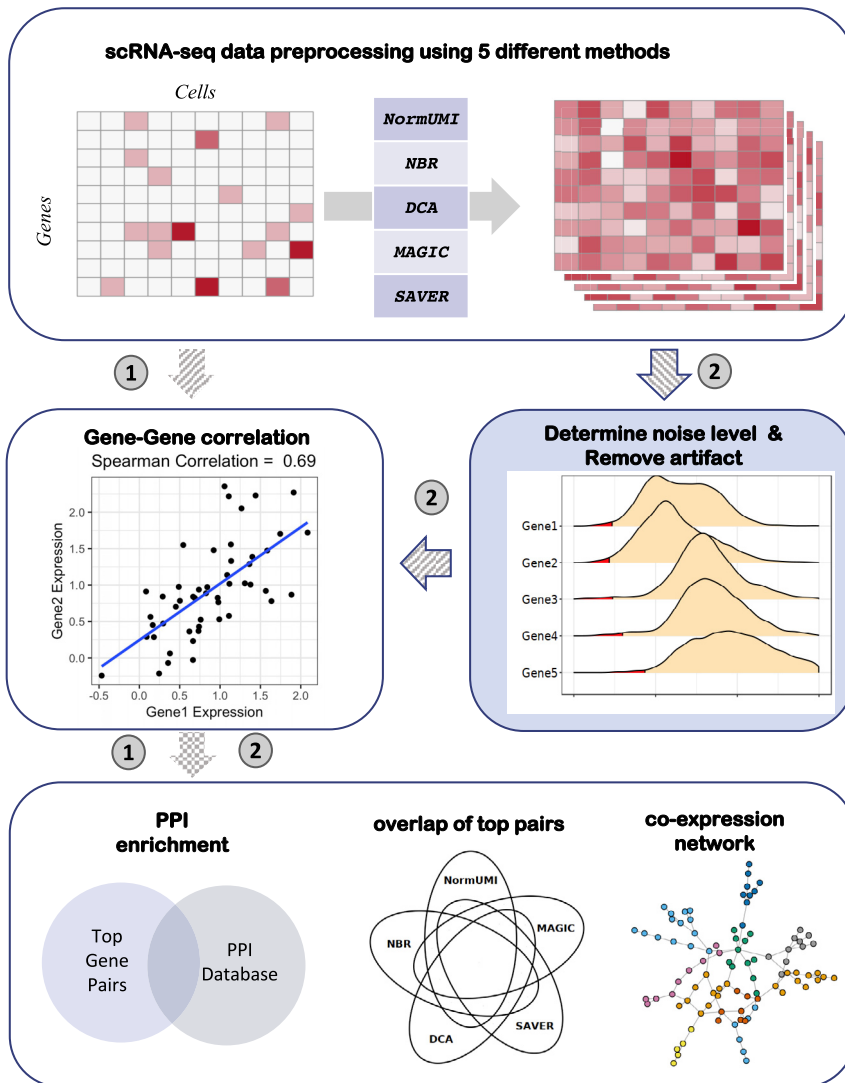 scRNA-seq data preprocessing using 5 different methods
Cells
Genes
NormUMI
NBR
DCA
MAGIC
SAVER
1
2
Gene-Gene correlation
Spearman Correlation = 0.69
Gene2 Expression
2.0
1.5
1.0
0.5
0.0
-0.5 0.0 0.5 1.0 1.5 2.0
Gene1 Expression
2
Determine noise level &
Remove artifact
Gene1
Gene2
Gene3
Gene4
Gene5
1
2
PPI
enrichment
Top
Gene
Pairs
PPI
Database
overlap of top pairs
NormUMI
MAGIC
NBR
SAVER
DCA
co-expression
network